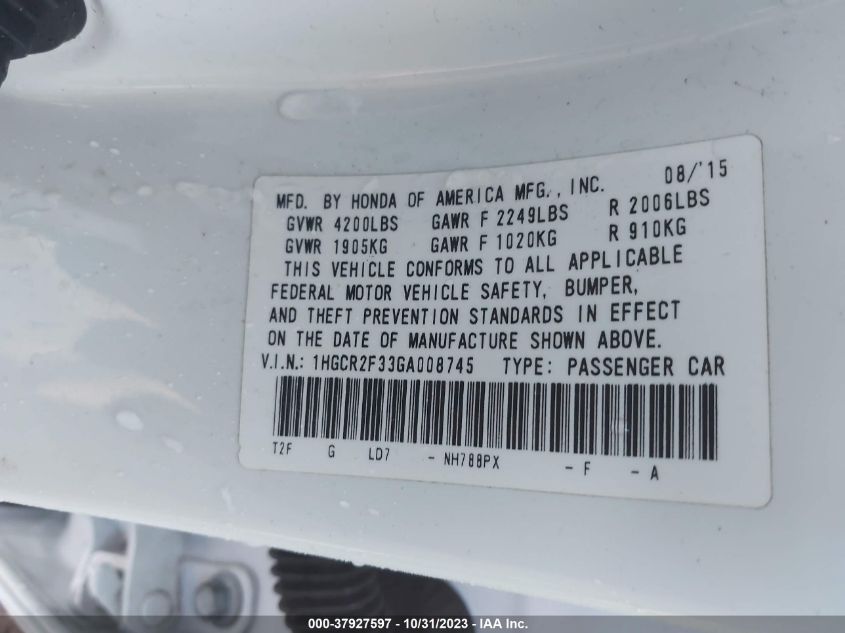 MFD. BY HONDA OF AMERICA MFG., INC. 08/'15
GVWR 4200LBS GAWR F 2249LBS R 2006LBS
GVWR 1905KG GAWR F 1020KG R 910KG
THIS VEHICLE CONFORMS TO ALL APPLICABLE
FEDERAL MOTOR VEHICLE SAFETY, BUMPER,
AND THEFT PREVENTION STANDARDS IN EFFECT
ON THE DATE OF MANUFACTURE SHOWN ABOVE.
V.I.N.: 1HGCR2F33GA008745 TYPE: PASSENGER CAR
T2F G LD7 - NH788PX - F - A
000-37927597 - 10/31/2023 - IAA Inc.